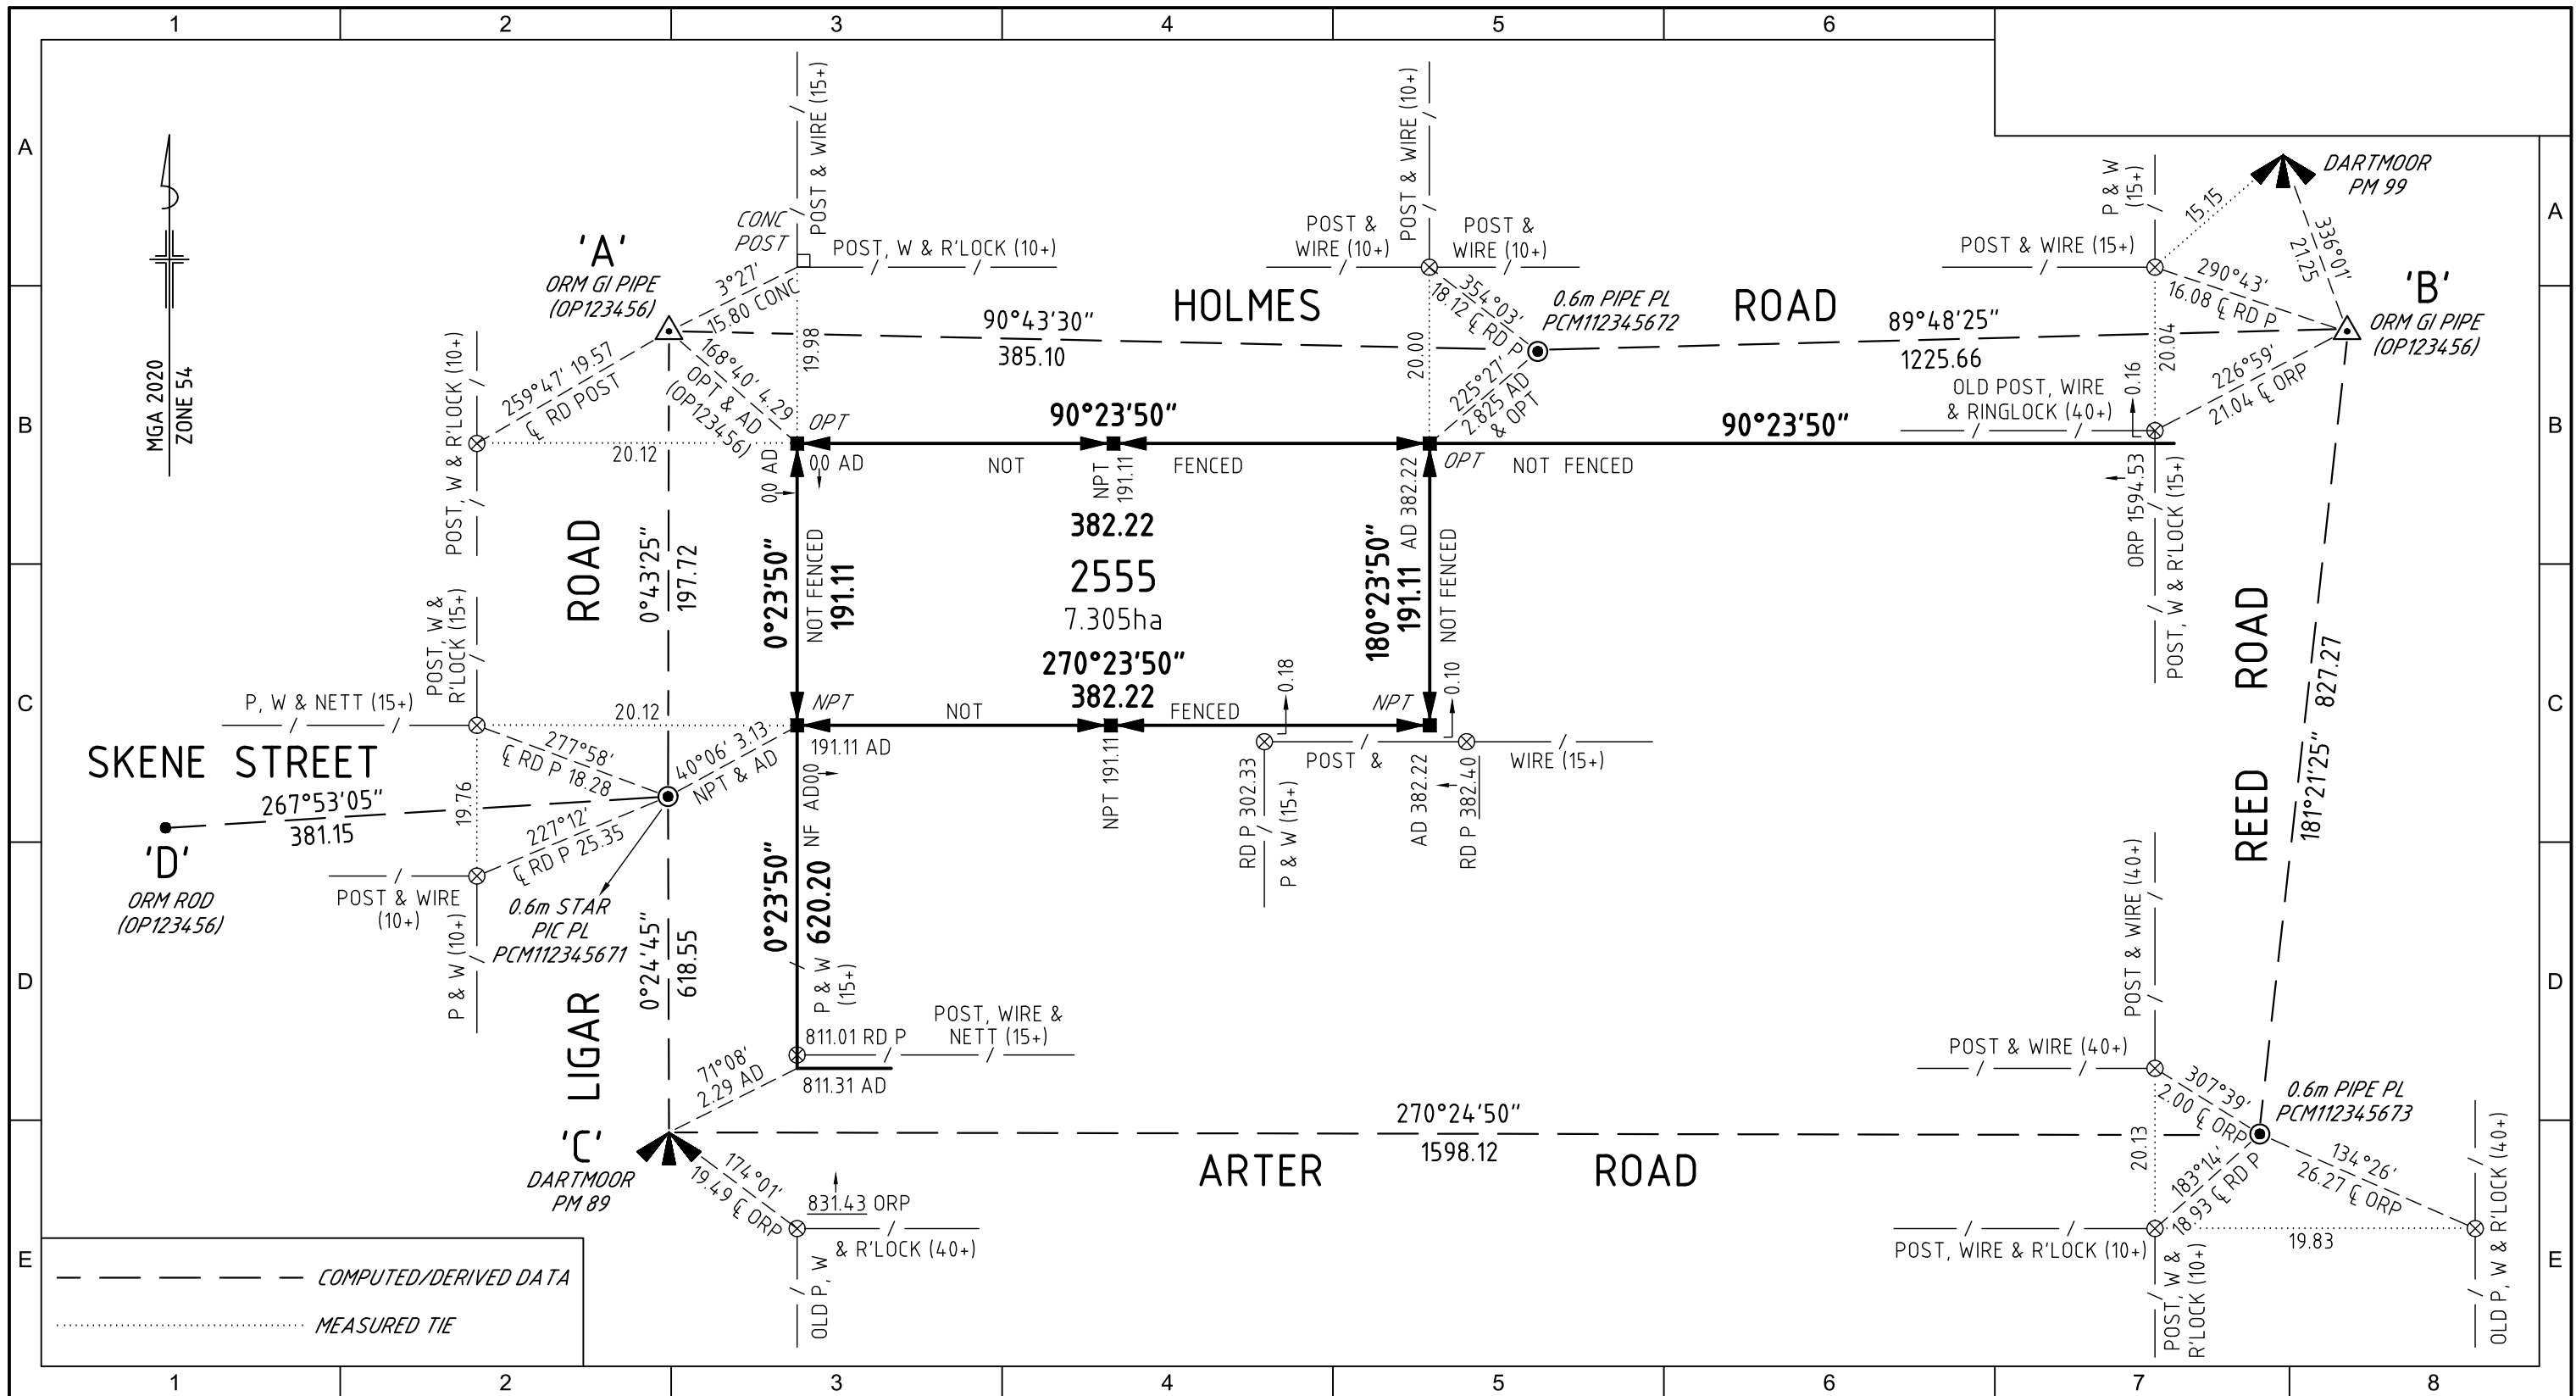 1 2 3 4 5 6
A
B
C
D
E
MGA 2020
ZONE 54
'A'
ORM GI PIPE
(OP123456)
CONC
POST
POST & WIRE (15+)
POST, W & R'LOCK (10+)
3°27'
15.80 CONC
259°47' 19.57
℄ RD POST
168°40' 4.29
OPT & AD
(OP123456)
19.98
POST, W & R'LOCK (10+)
20.12
90°43'30"
385.10
HOLMES ROAD
POST & WIRE (10+)
POST &
WIRE (10+)
POST &
WIRE (10+)
354°03'
18.12 ℄ RD P
0.6m PIPE PL
PCM112345672
20.00
225°27'
2.825 AD
& OPT
89°48'25"
1225.66
POST & WIRE (15+)
P & W
(15+)
15.15
DARTMOOR
PM 99
336°01'
21.25
290°43'
16.08 ℄ RD P
'B'
ORM GI PIPE
(OP123456)
20.04
0.16
226°59'
21.04 ℄ ORP
OLD POST, WIRE
& RINGLOCK (40+)
OPT
90°23'50"
00 AD
00 AD
NOT
NPT
191.11
FENCED
AD 382.22
OPT
NOT FENCED
90°23'50"
ORP 1594.53
POST, W & R'LOCK (15+)
382.22
2555
7.305ha
270°23'50"
382.22
ROAD
0°43'25"
197.72
0°23'50"
NOT FENCED
191.11
180°23'50"
191.11
NOT FENCED
REED ROAD
181°21'25" 827.27
POST, W &
R'LOCK (15+)
P, W & NETT (15+)
20.12
NPT
191.11 AD
NOT
NPT 191.11
FENCED
NPT
0.18
0.10
POST &
WIRE (15+)
RD P 302.33
P & W (15+)
AD 382.22
RD P 382.40
SKENE STREET
267°53'05"
381.15
'D'
ORM ROD
(OP123456)
19.76
277°58'
℄ RD P 18.28
40°06' 3.13
NPT & AD
227°12'
℄ RD P 25.35
POST & WIRE
(10+)
P & W (10+)
0.6m STAR
PIC PL
PCM112345671
LIGAR
0°24'45"
618.55
0°23'50"
620.20
NF
AD00
P & W
(15+)
811.01 RD P
POST, WIRE &
NETT (15+)
811.31 AD
71°08'
2.29 AD
'C'
DARTMOOR
PM 89
174°01'
19.49 ℄ ORP
831.43 ORP
& R'LOCK (40+)
OLD P, W
270°24'50"
1598.12
ARTER ROAD
POST & WIRE (40+)
POST & WIRE (40+)
307°39'
2.00 ℄ ORP
0.6m PIPE PL
PCM112345673
20.13
183°14'
18.93 ℄ RD P
134°26'
26.27 ℄ ORP
19.83
POST, WIRE & R'LOCK (10+)
POST, W &
R'LOCK (10+)
OLD P, W & R'LOCK (40+)
COMPUTED/DERIVED DATA
MEASURED TIE
A
B
C
D
E
1 2 3 4 5 6 7 8